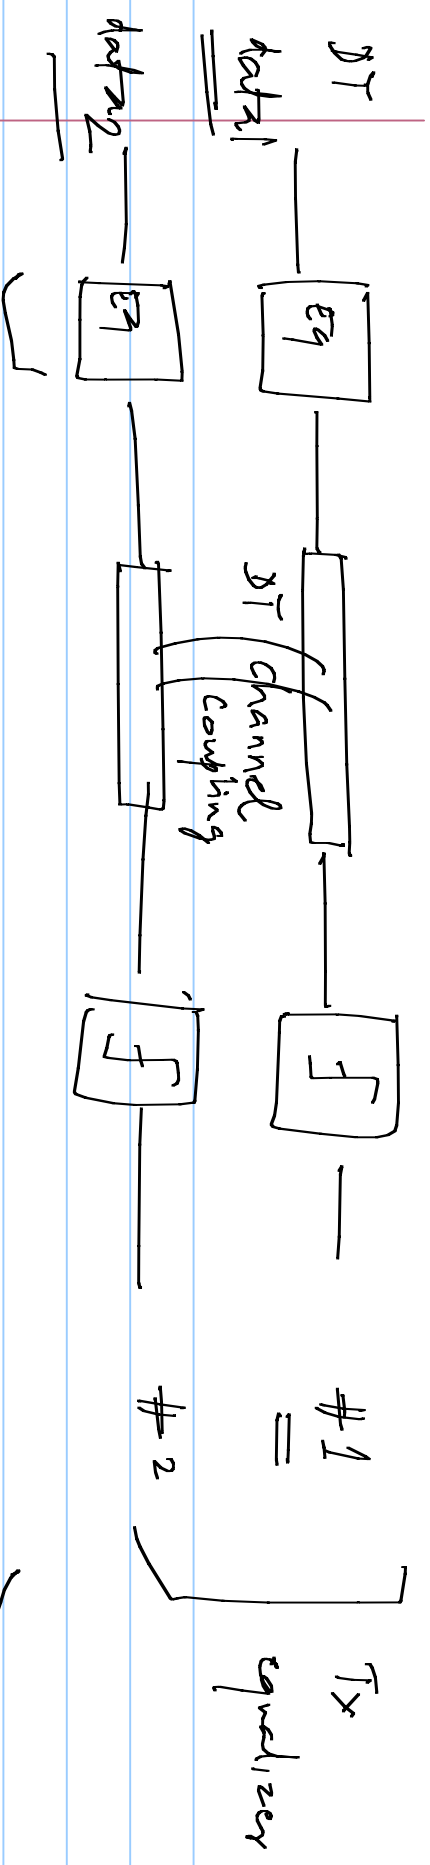 DT
data1
Eq
DT Channel
Coupling
#1
Tx
equalizer
data2
Eq
#2